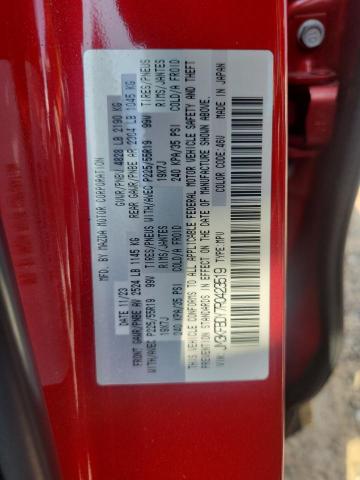 MFD. BY MAZDA MOTOR CORPORATION
DATE 11/23 GVWR/PNBV 4828 LB 2190 KG
FRONT GAWR/PNBE AV 2524 LB 1145 KG REAR GAWR/PNBE AR 2304 LB 1045 KG
WITH/AVEC P225/55R19 99V TIRES/PNEUS WITH/AVEC P225/55R19 99V TIRES/PNEUS
19X7J RIMS/JANTES 19X7J RIMS/JANTES
240 KPA/35 PSI COLD/A FROID 240 KPA/35 PSI COLD/A FROID
THIS VEHICLE CONFORMS TO ALL APPLICABLE FEDERAL MOTOR VEHICLE SAFETY AND THEFT
PREVENTION STANDARDS IN EFFECT ON THE DATE OF MANUFACTURE SHOWN ABOVE.
COLOR CODE: 46V MADE IN JAPAN
TYPE: MPV